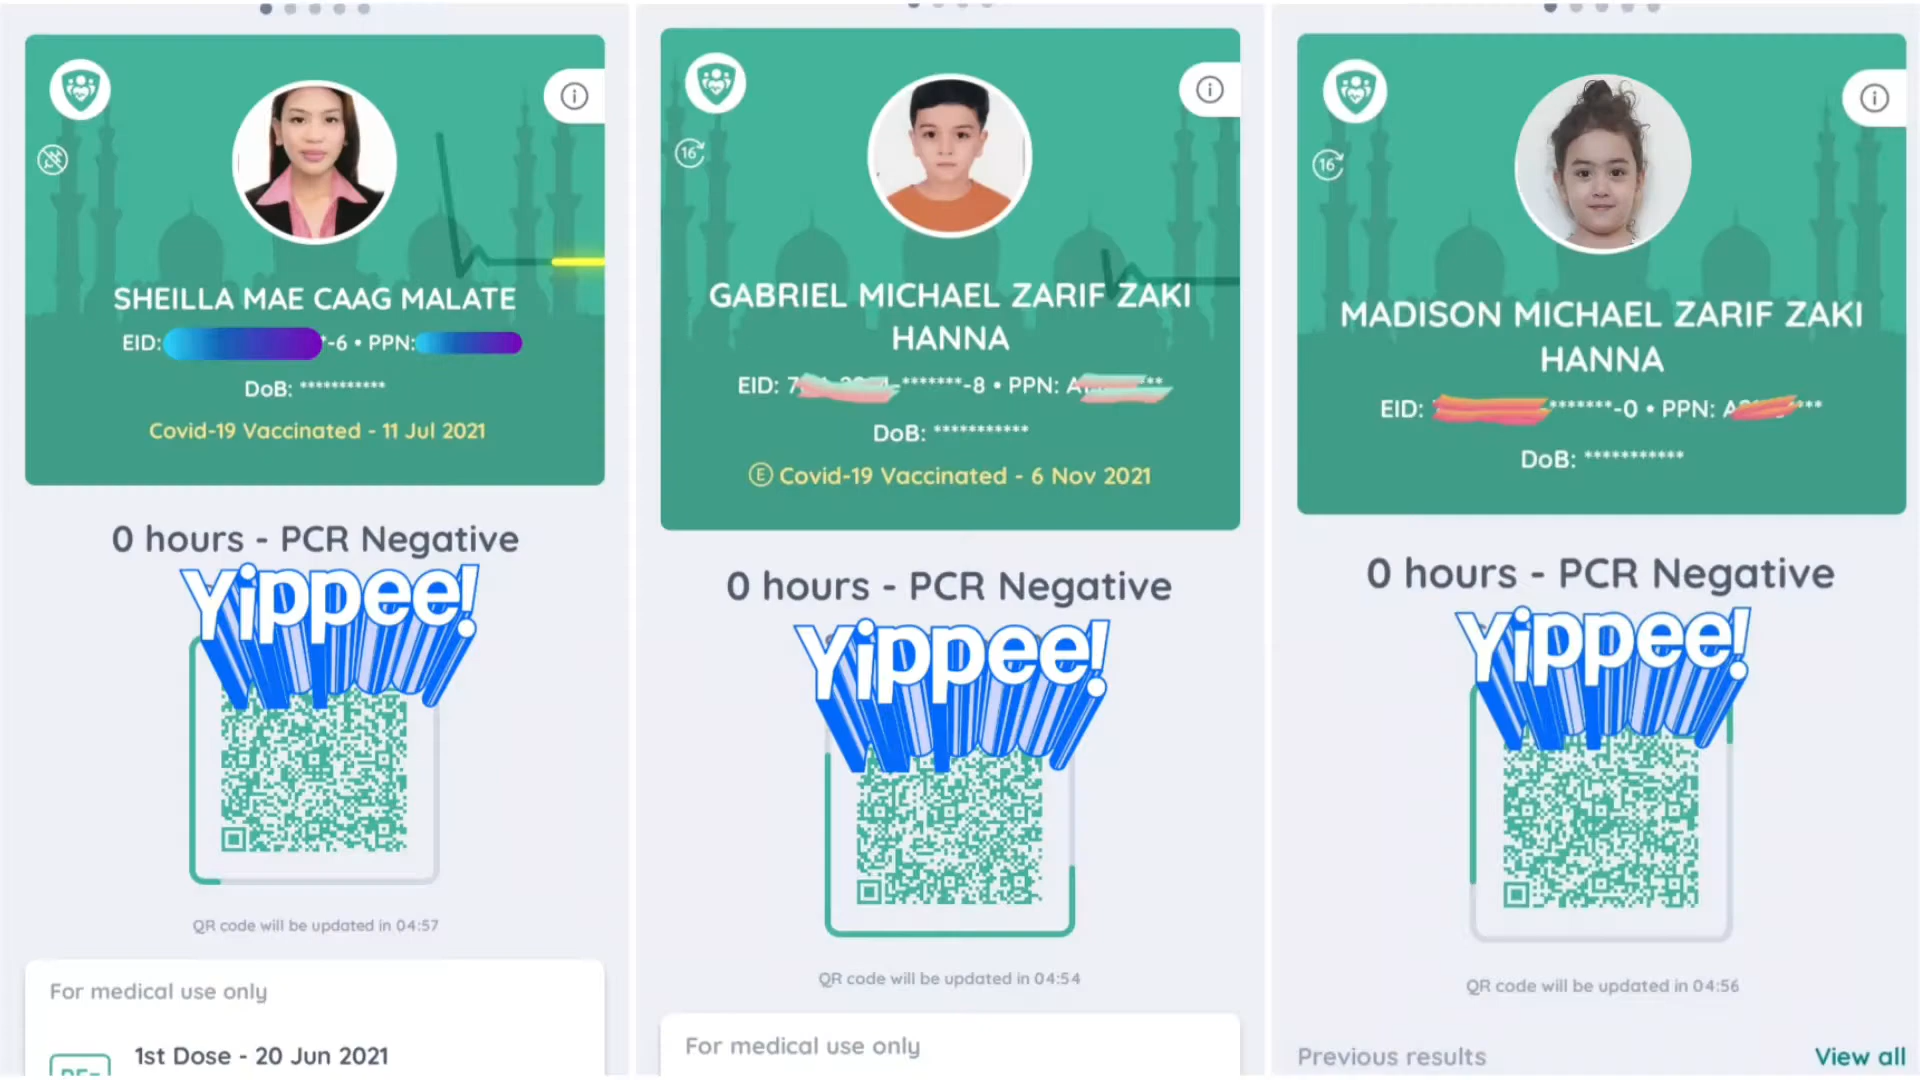 SHEILLA MAE CAAG MALATE
EID: *-6 • PPN:
DoB: ***********
Covid-19 Vaccinated - 11 Jul 2021
0 hours - PCR Negative
Yippee!
QR code will be updated in 04:57
For medical use only
1st Dose - 20 Jun 2021
16
GABRIEL MICHAEL ZARIF ZAKI
HANNA
EID: 7 -*******-8 • PPN: A **
DoB: ***********
E Covid-19 Vaccinated - 6 Nov 2021
0 hours - PCR Negative
Yippee!
QR code will be updated in 04:54
For medical use only
16
MADISON MICHAEL ZARIF ZAKI
HANNA
EID: -*******-0 • PPN: A ***
DoB: ***********
0 hours - PCR Negative
Yippee!
QR code will be updated in 04:56
Previous results
View all